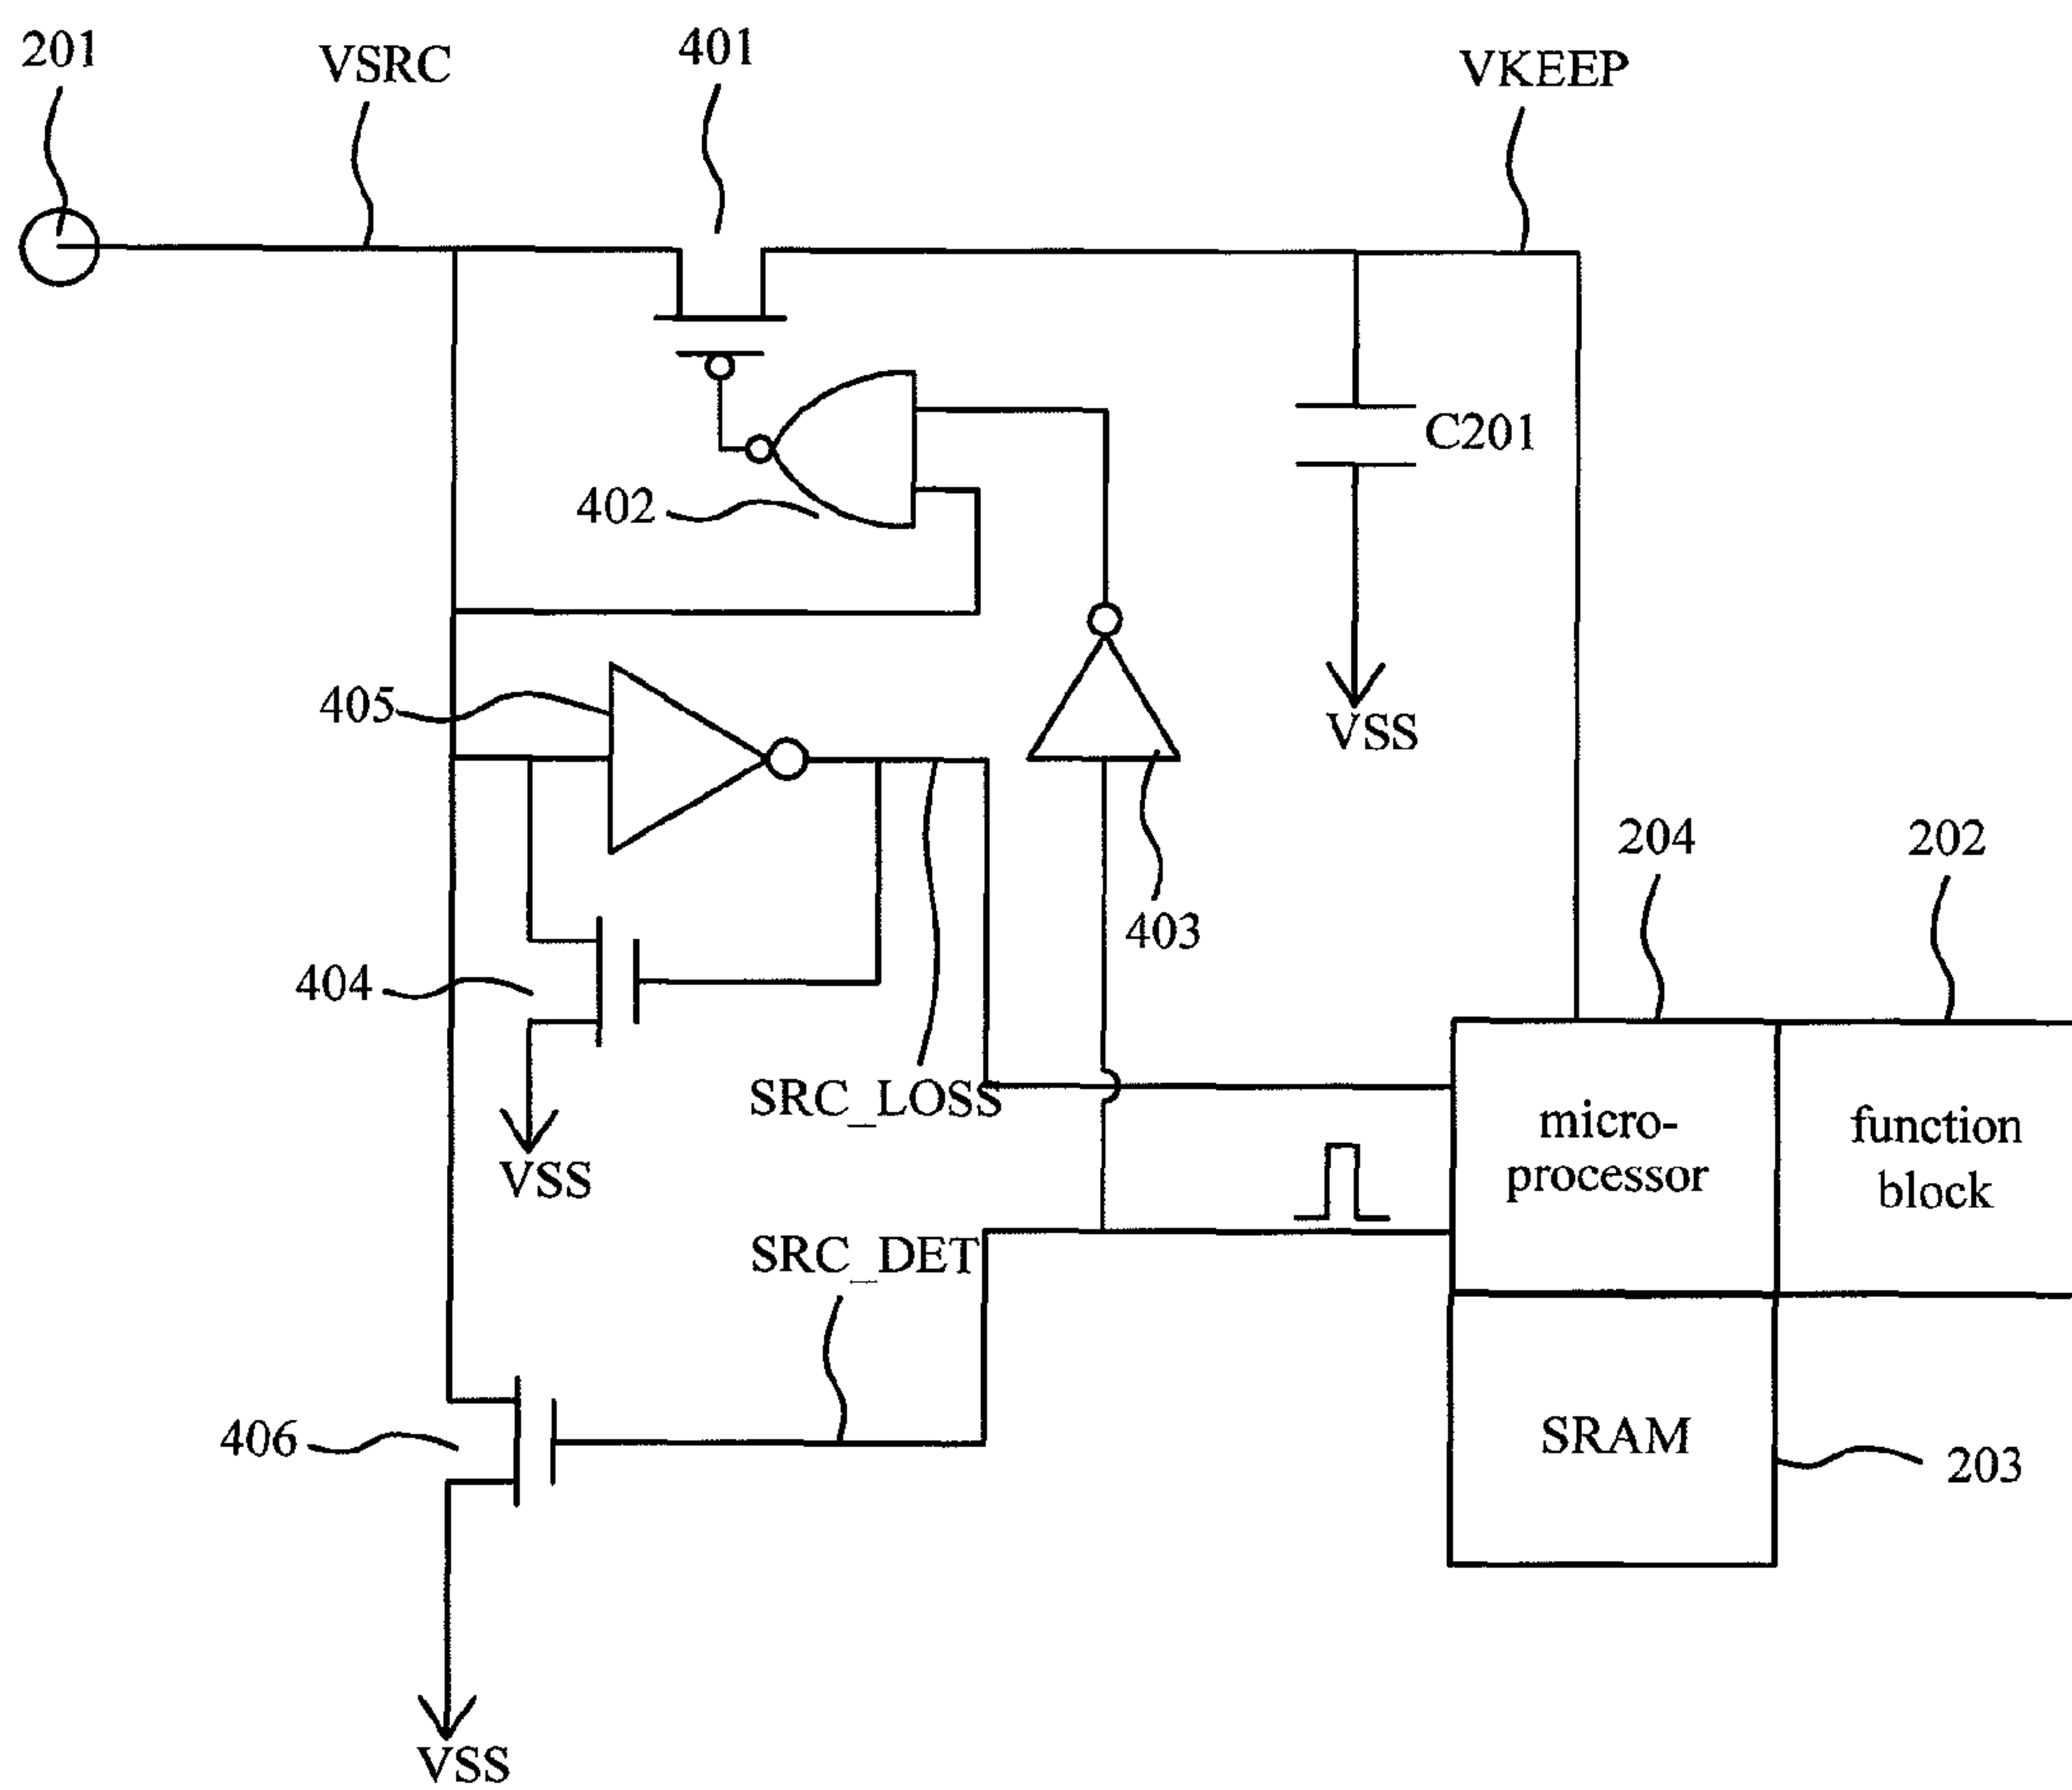 201
VSRC
401
VKEEP
C201
402
405
VSS
204
202
403
404
SRC_LOSS
micro-
processor
function
block
VSS
SRC_DET
406
SRAM
203
VSS